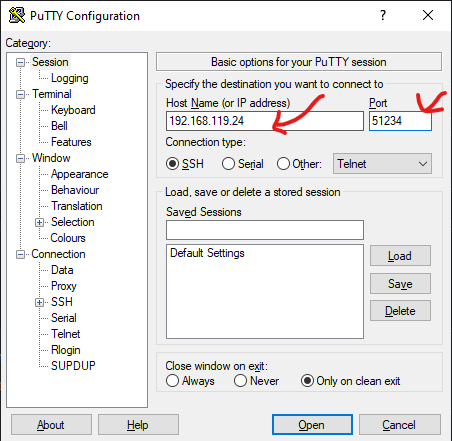 PuTTY Configuration
Category:
Session
Logging
Terminal
Keyboard
Bell
Features
Window
Appearance
Behaviour
Translation
Selection
Colours
Connection
Data
Proxy
SSH
Serial
Telnet
Rlogin
SUPDUP
Basic options for your PuTTY session
Specify the destination you want to connect to
Host Name (or IP address) Port
192.168.119.24 51234
Connection type:
SSH Serial Other: Telnet
Load, save or delete a stored session
Saved Sessions
Default Settings
Load
Save
Delete
Close window on exit:
Always Never Only on clean exit
About Help Open Cancel